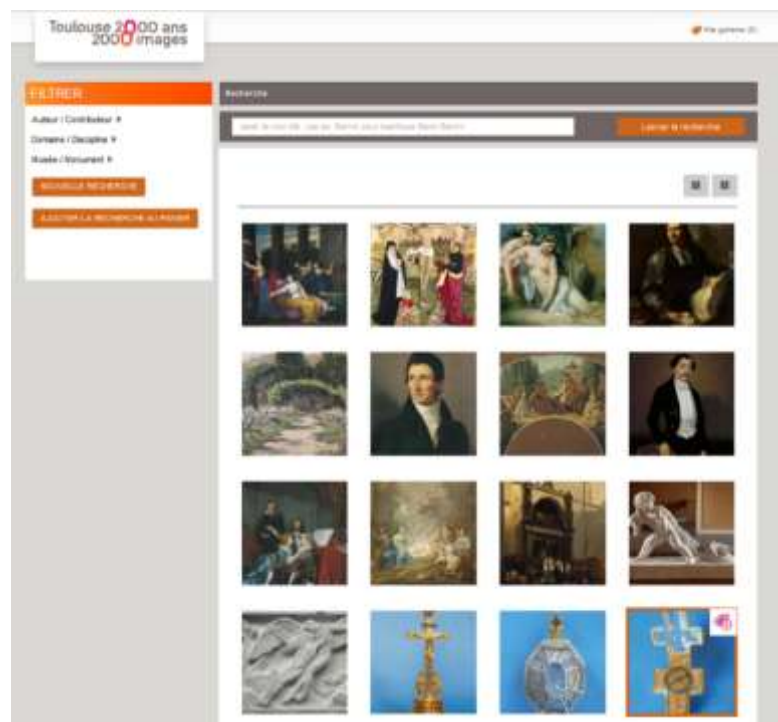 Toulouse 2000 ans
2000 images
FILTRER
Auteur / Contributeur
Domaine / Discipline
Musée / Monument
NOUVELLE RECHERCHE
AJOUTER LA RECHERCHE AU PANIER
Recherche
Lancer la recherche